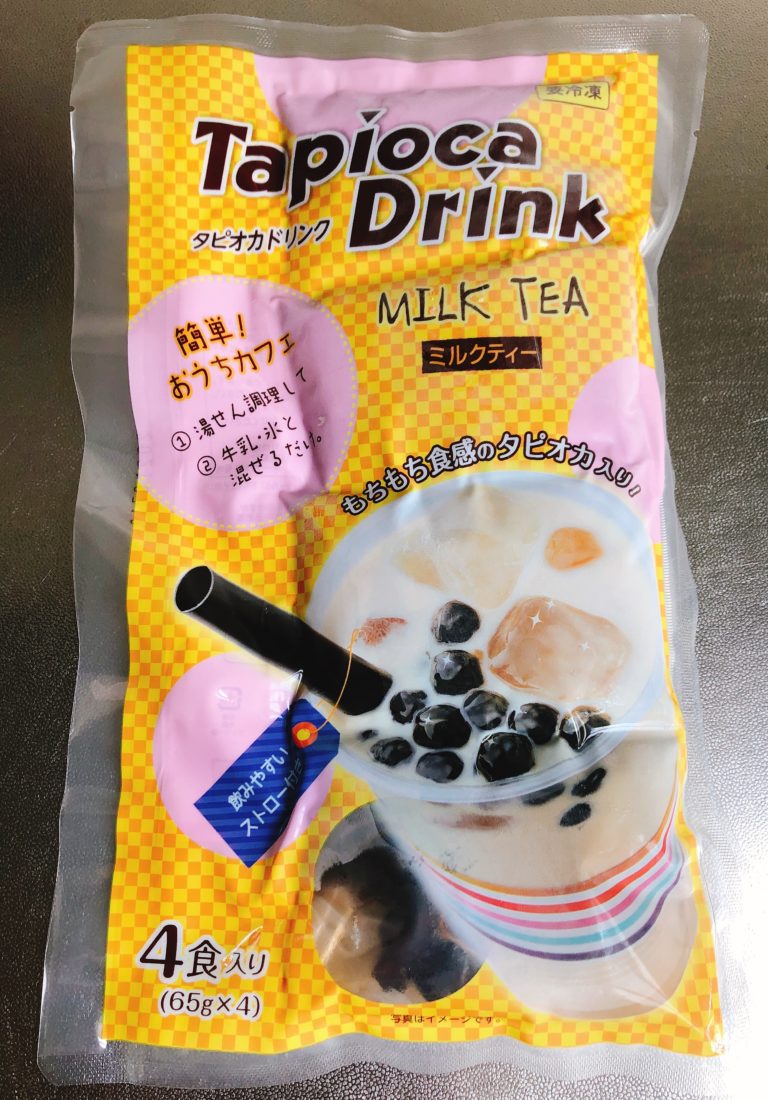 要冷凍
Tapioca
Drink
タピオカドリンク
MILK TEA
ミルクティー
簡単!
おうちカフェ
① 湯せん調理して
② 牛乳・氷と
混ぜるだけ。
もちもち食感のタピオカ入り!
飲みやすい
ストロー付き
4食入り
(65g×4)
写真はイメージです。